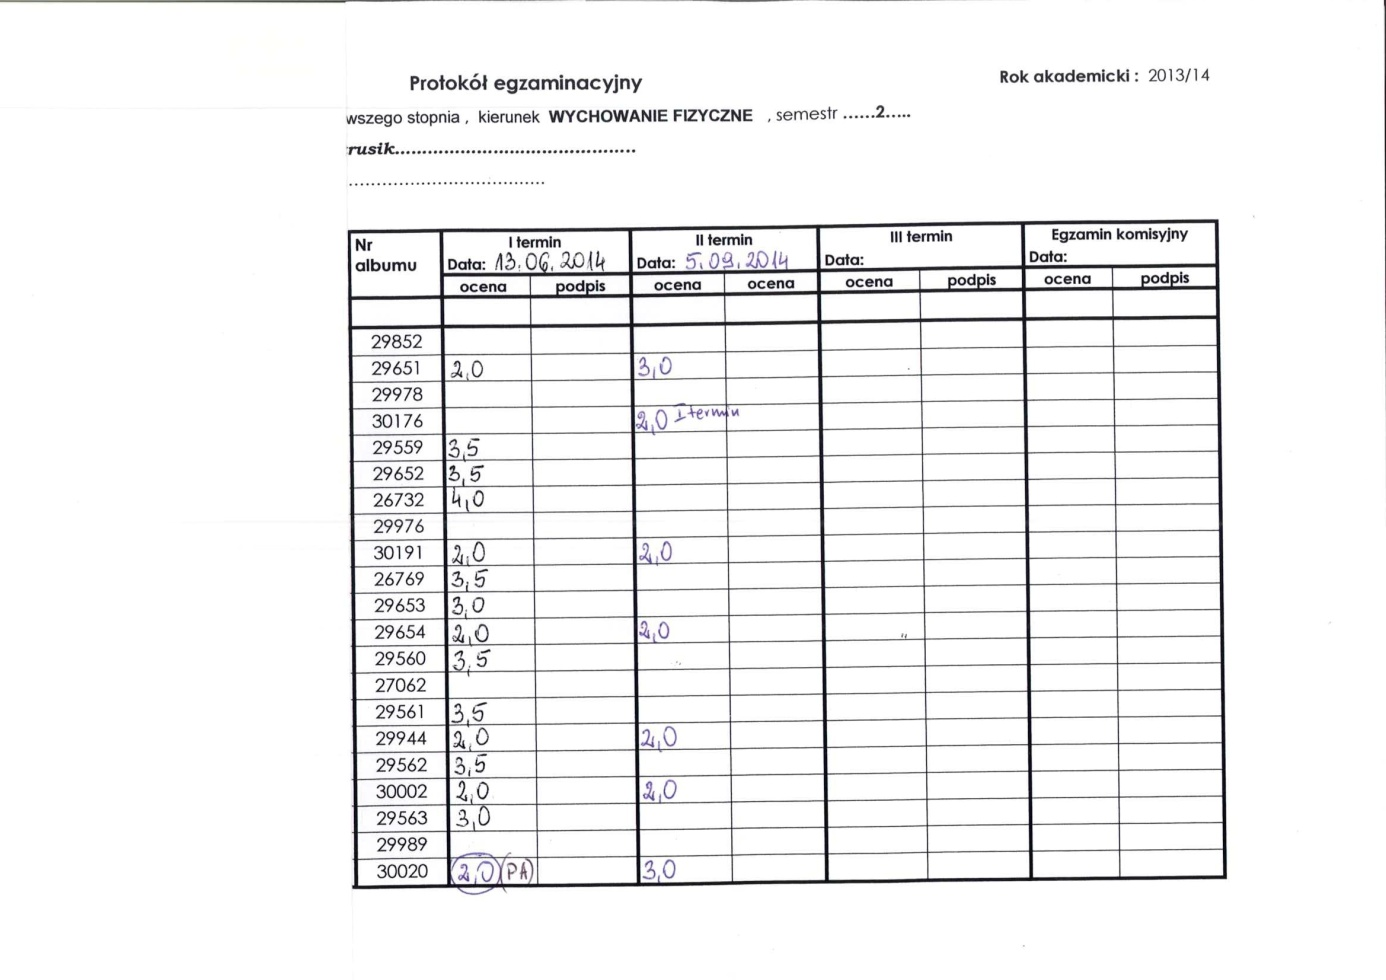 Protokół egzaminacyjny
Rok akademicki : 2013/14
wszego stopnia , kierunek WYCHOWANIE FIZYCZNE , semestr ......2.....
rusik.............................................
.....................................
Nr albumu I termin II termin III termin Egzamin komisyjny
Data: 13.06.2014 Data: 5.09.2014 Data: Data:
ocena podpis ocena ocena ocena podpis ocena podpis
29852
29651 2,0 3,0
29978
30176 2,0 I termin
29559 3,5
29652 3,5
26732 4,0
29976
30191 2,0 2,0
26769 3,5
29653 3,0
29654 2,0 2,0
29560 3,5
27062
29561 3,5
29944 2,0 2,0
29562 3,5
30002 2,0 2,0
29563 3,0
29989
30020 2,0 (PA) 3,0